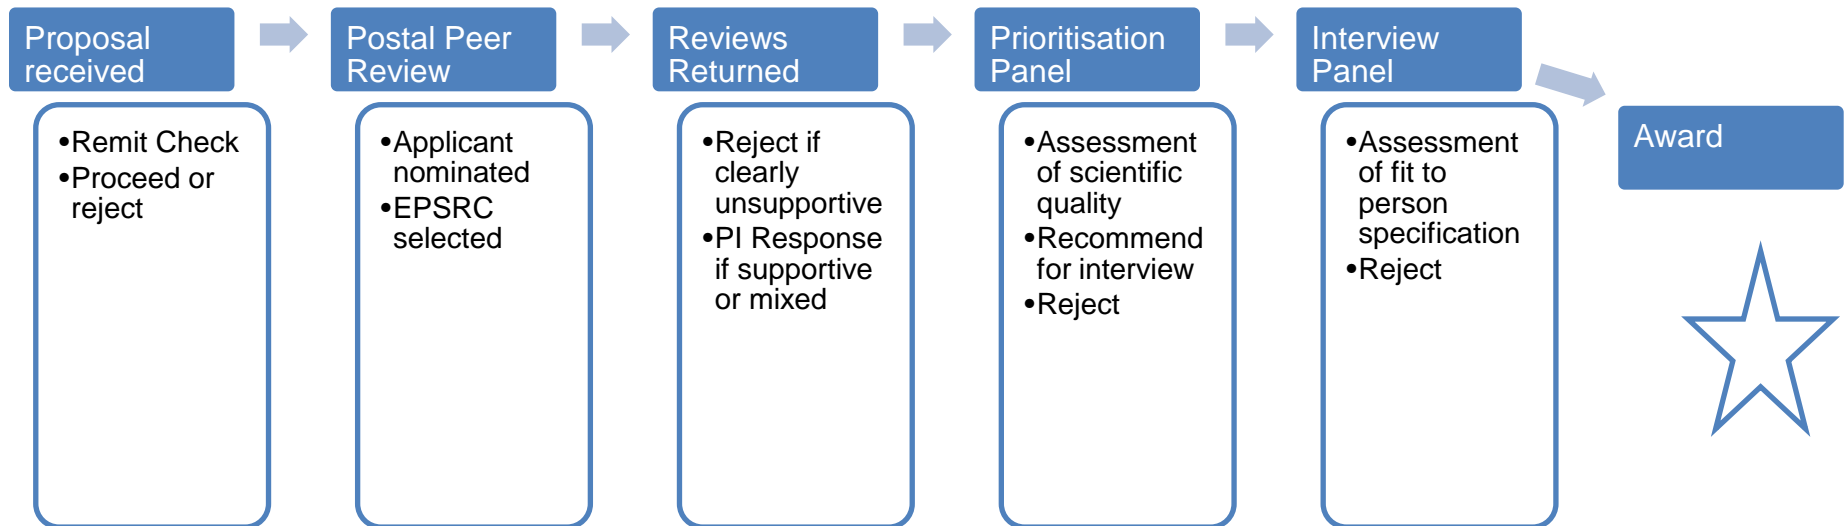 Proposal
received
•Remit Check
•Proceed or
reject
Postal Peer
Review
•Applicant
nominated
•EPSRC
selected
Reviews
Returned
•Reject if
clearly
unsupportive
•PI Response
if supportive
or mixed
Prioritisation
Panel
•Assessment
of scientific
quality
•Recommend
for interview
•Reject
Interview
Panel
•Assessment
of fit to
person
specification
•Reject
Award